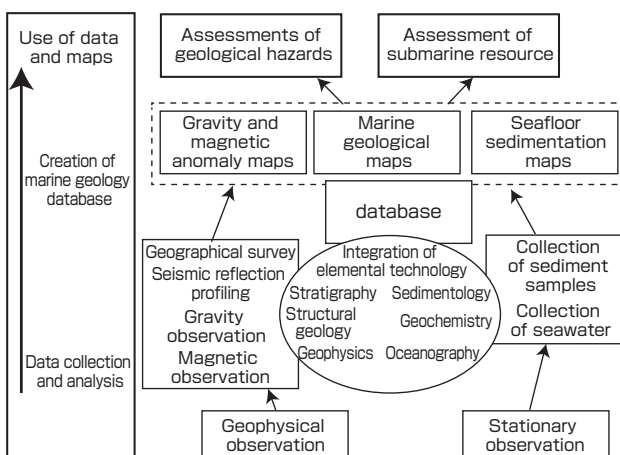 Use of data
and maps
Creation of
marine geology
database
Data collection
and analysis
Assessments of
geological hazards
Assessment of
submarine resource
Gravity and
magnetic
anomaly maps
Marine
geological
maps
Seafloor
sedimentation
maps
database
Geographical survey
Seismic reflection
profiling
Gravity
observation
Magnetic
observation
Integration of
elemental technology
Stratigraphy
Sedimentology
Structural
geology
Geochemistry
Geophysics
Oceanography
Collection
of sediment
samples
Collection
of seawater
Geophysical
observation
Stationary
observation